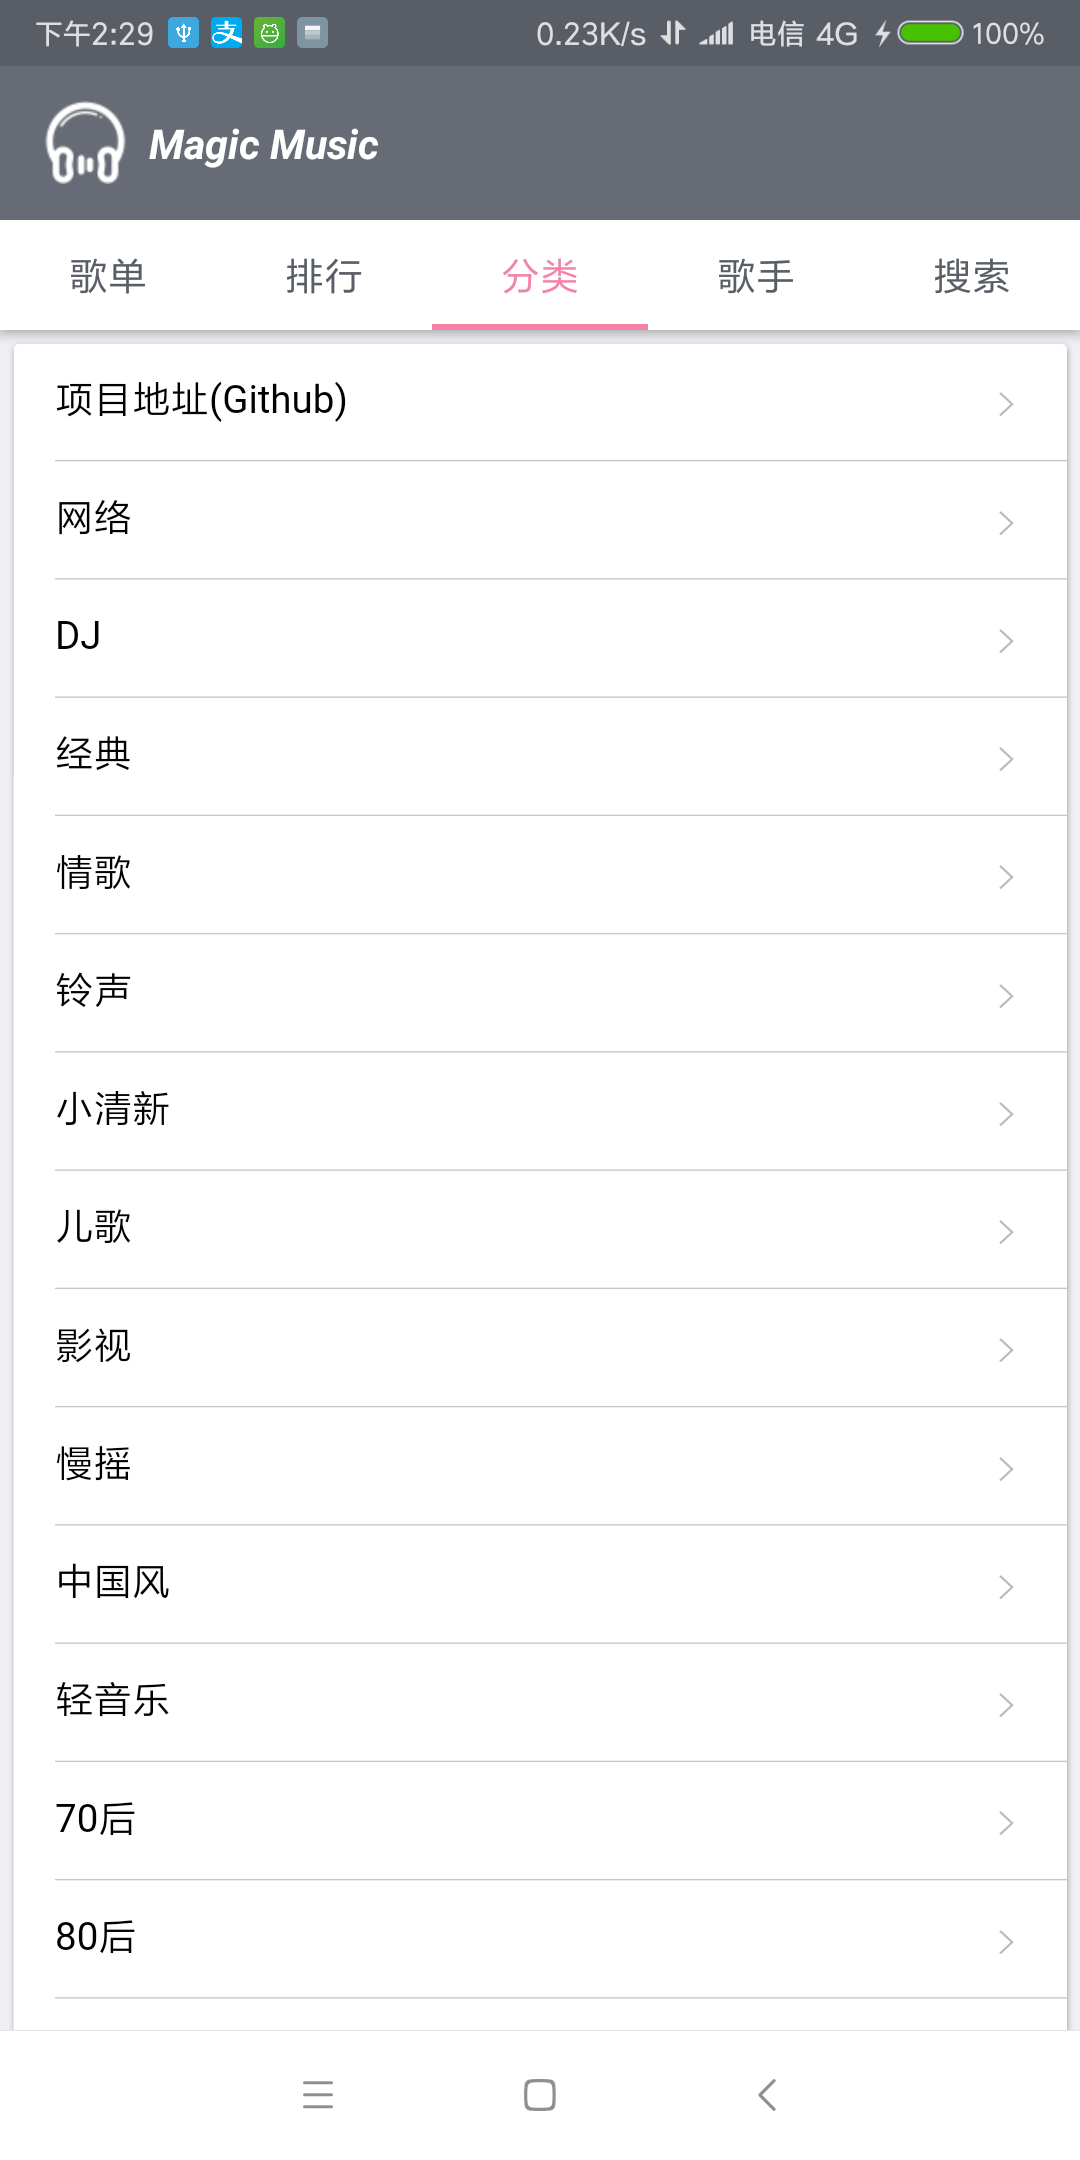 下午2:29 0.23K/s 电信 4G 100%
Magic Music
歌单 排行 分类 歌手 搜索
项目地址(Github)
网络
DJ
经典
情歌
铃声
小清新
儿歌
影视
慢摇
中国风
轻音乐
70后
80后